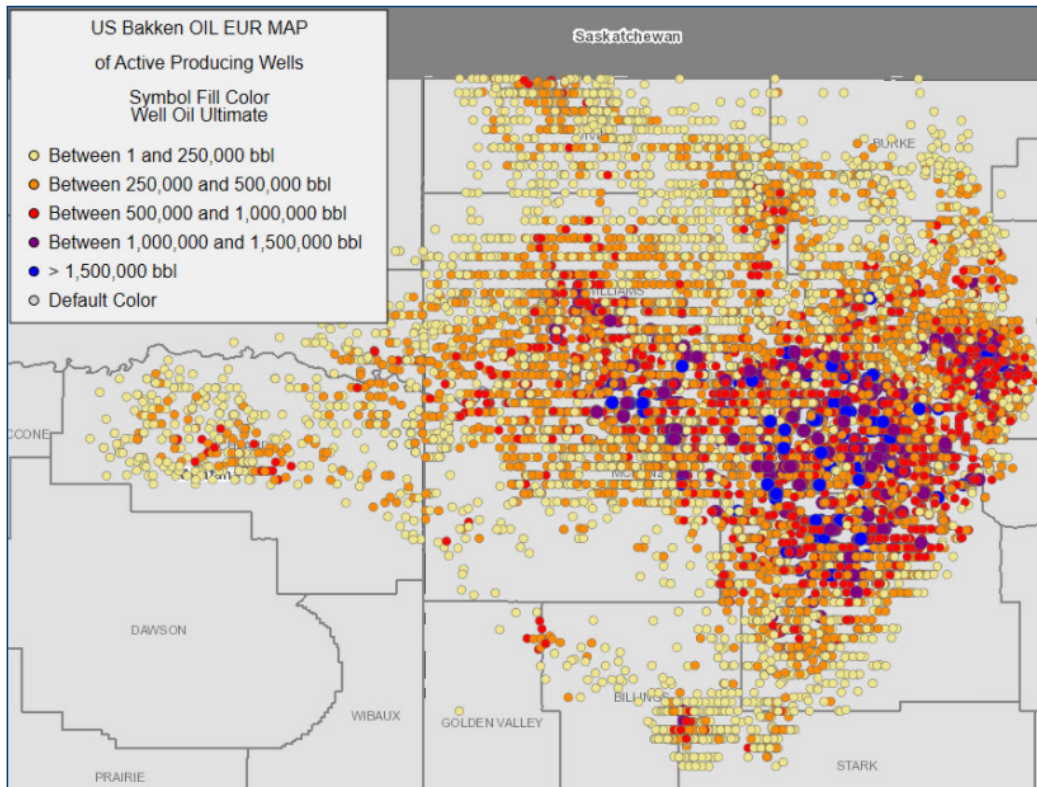 US Bakken OIL EUR MAP
of Active Producing Wells
Symbol Fill Color
Well Oil Ultimate
Between 1 and 250,000 bbl
Between 250,000 and 500,000 bbl
Between 500,000 and 1,000,000 bbl
Between 1,000,000 and 1,500,000 bbl
> 1,500,000 bbl
Default Color
Saskatchewan
BURKE
WILLIAMS
CCONE
DAWSON
WIBAUX
GOLDEN VALLEY
BILLINGS
STARK
PRAIRIE